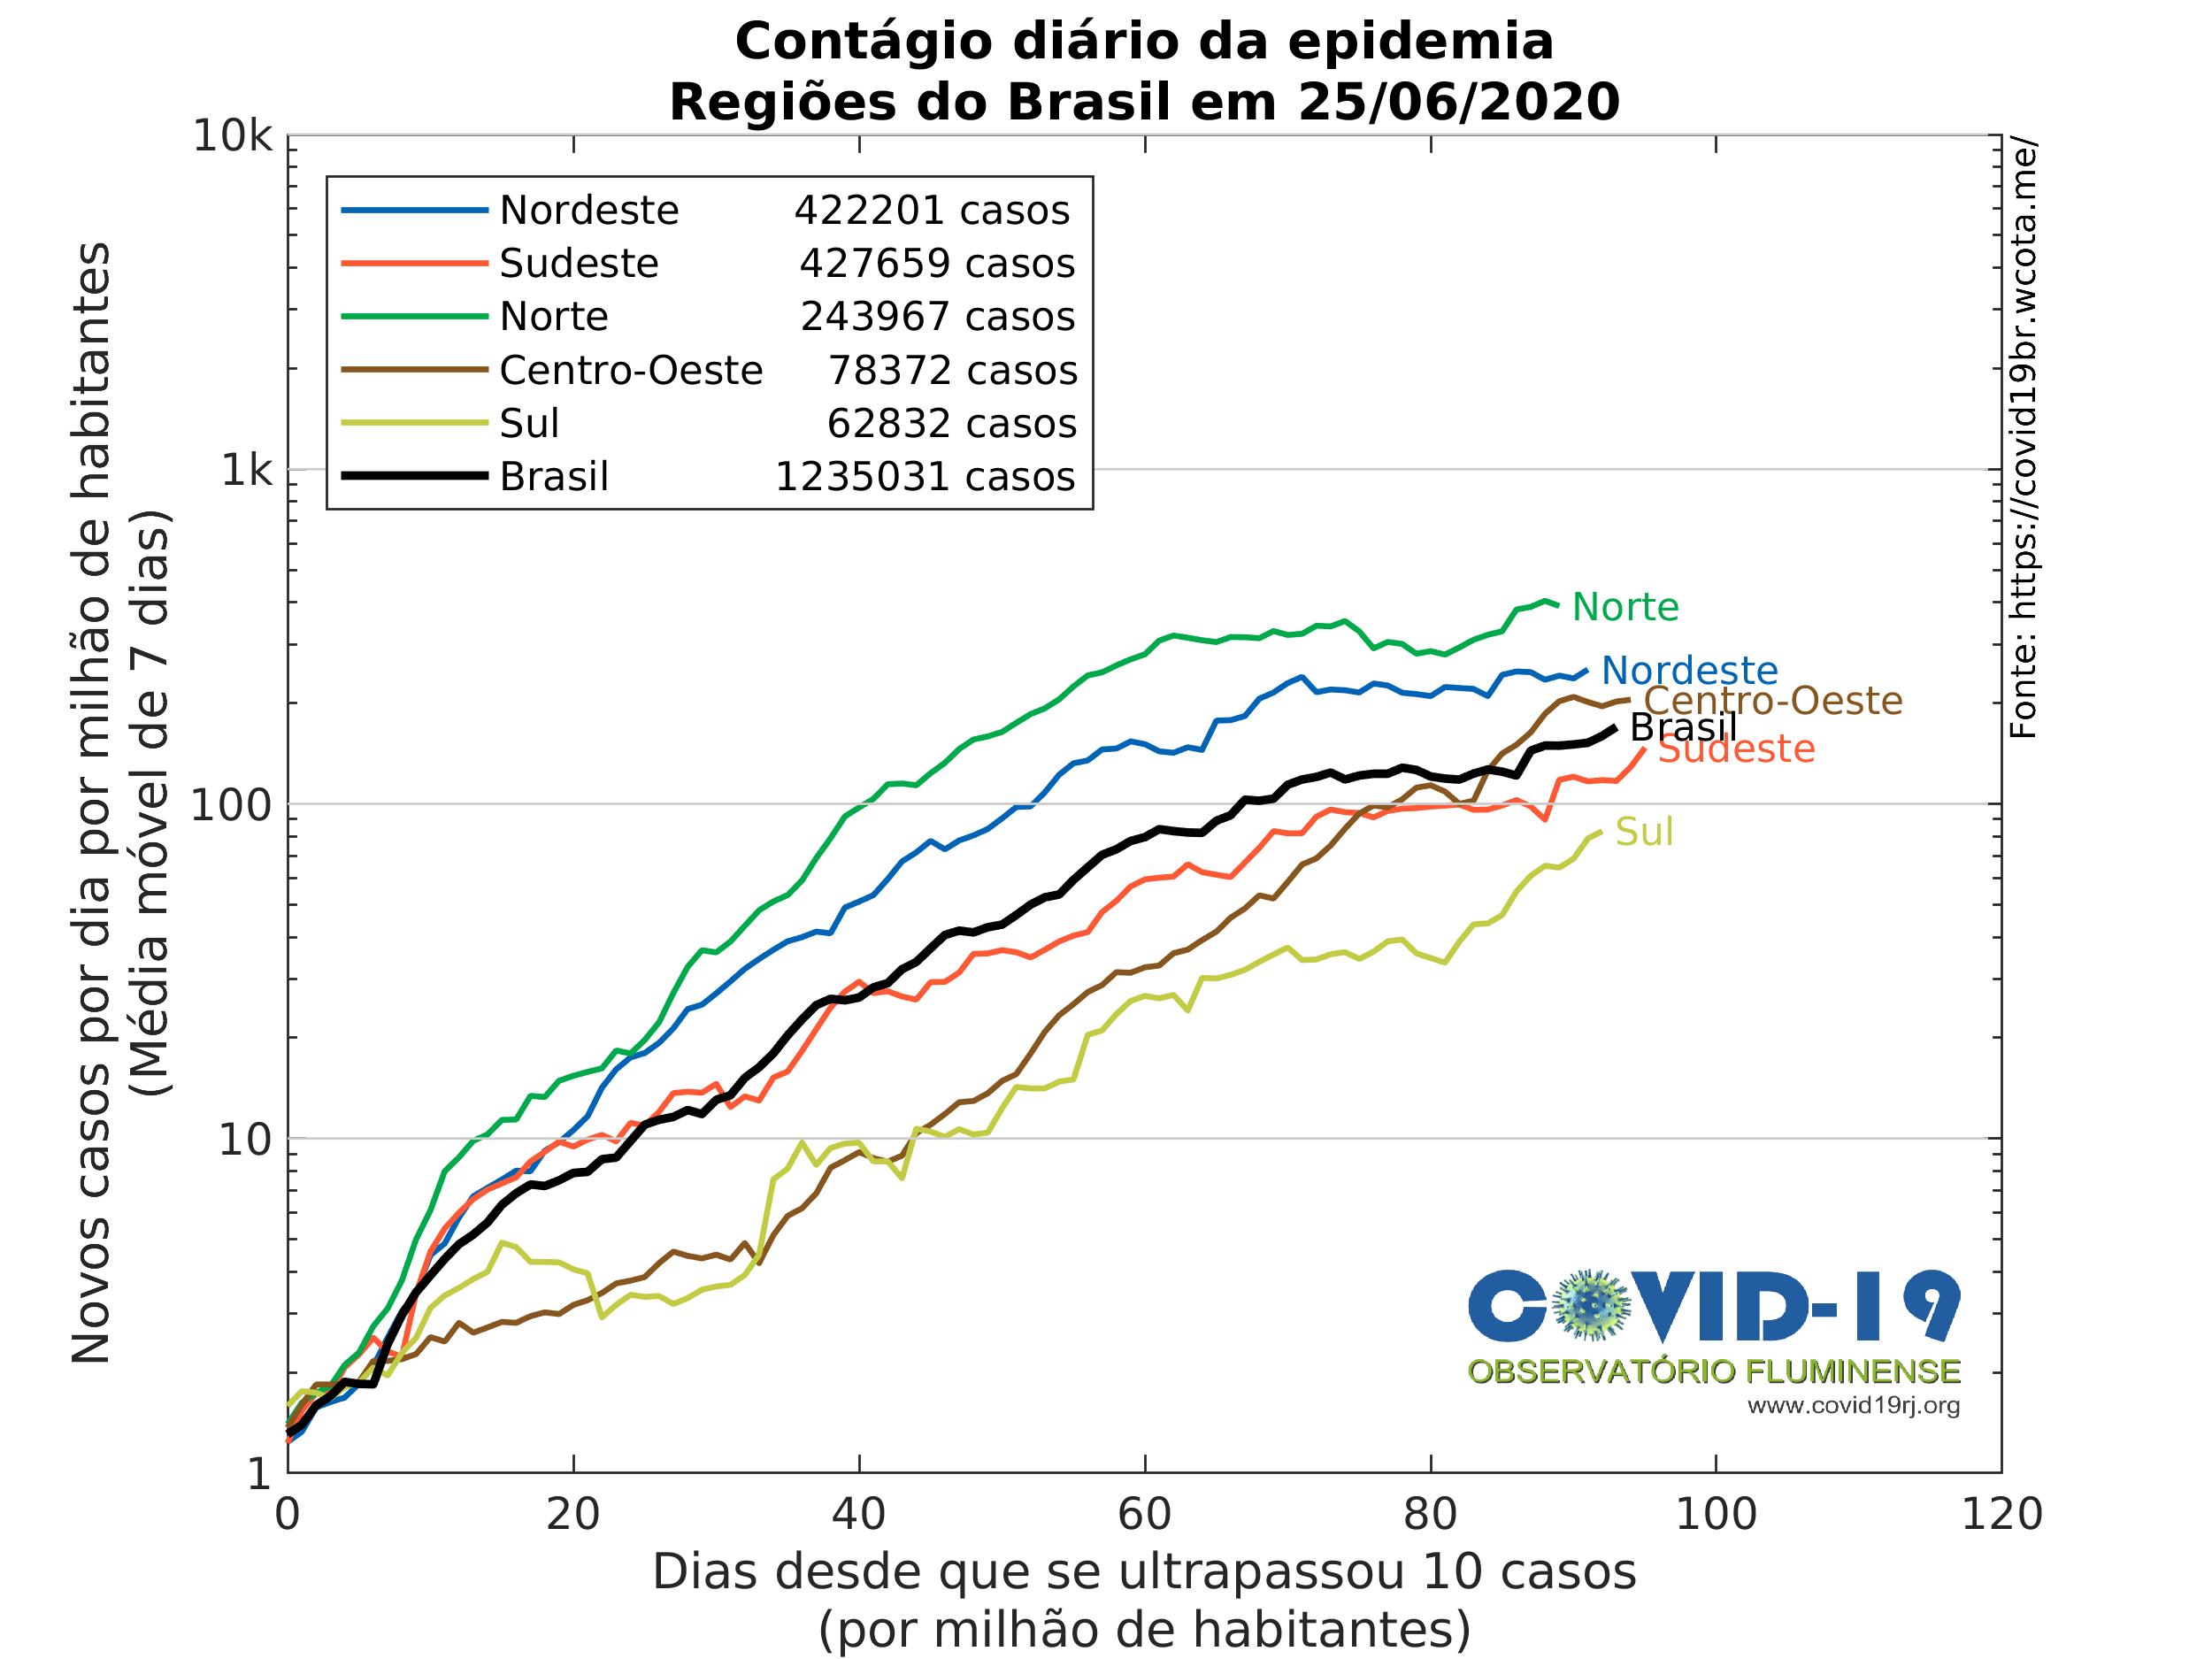 Contágio diário da epidemia
Regiões do Brasil em 25/06/2020
Novos casos por dia por milhão de habitantes
(Média móvel de 7 dias)
10k
1k
100
10
1
Nordeste 422201 casos
Sudeste 427659 casos
Norte 243967 casos
Centro-Oeste 78372 casos
Sul 62832 casos
Brasil 1235031 casos
Norte
Nordeste
Centro-Oeste
Brasil
Sudeste
Sul
Fonte: https://covid19br.wcota.me/
COVID-19
OBSERVATÓRIO FLUMINENSE
www.covid19rj.org
0 20 40 60 80 100 120
Dias desde que se ultrapassou 10 casos
(por milhão de habitantes)